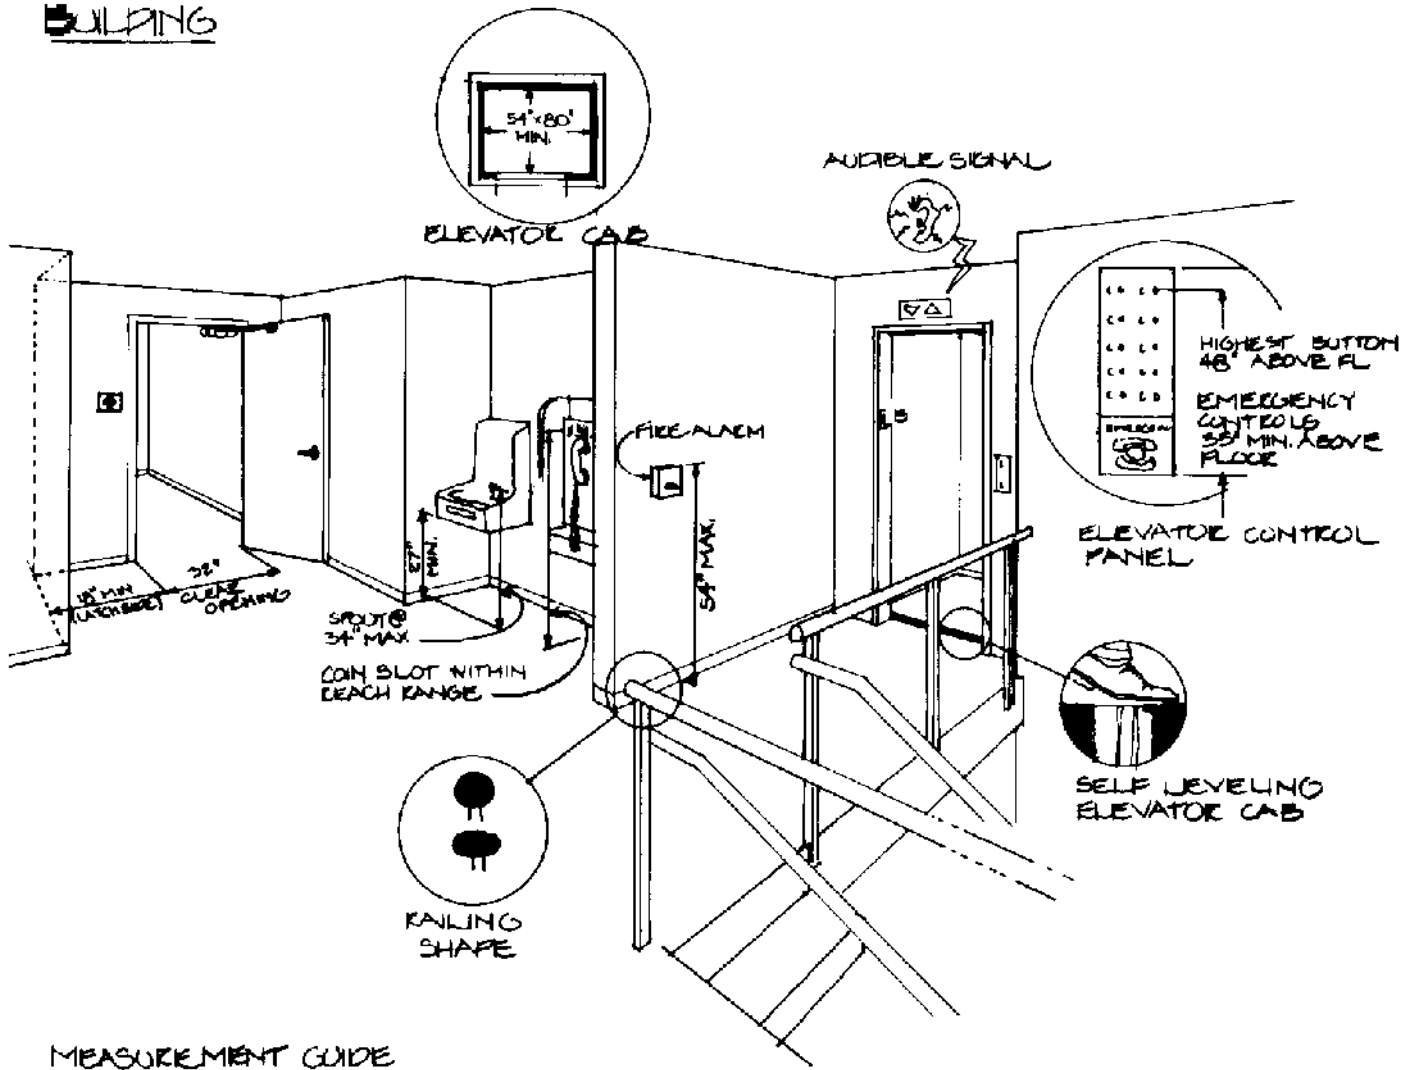 BUILDING
54"x80"
MIN.
ELEVATOR CAB
AUDIBLE SIGNAL
HIGHEST BUTTON
48" ABOVE FL
EMERGENCY
CONTROLS
35" MIN. ABOVE
FLOOR
ELEVATOR CONTROL
PANEL
FIRE ALARM
54" MAX.
27"
MIN.
18" MIN
(LATCH SIDE)
32"
CLEAR
OPENING
SPOUT @
34" MAX
COIN SLOT WITHIN
REACH RANGE
SELF LEVELING
ELEVATOR CAB
RAILING
SHAPE
MEASUREMENT GUIDE